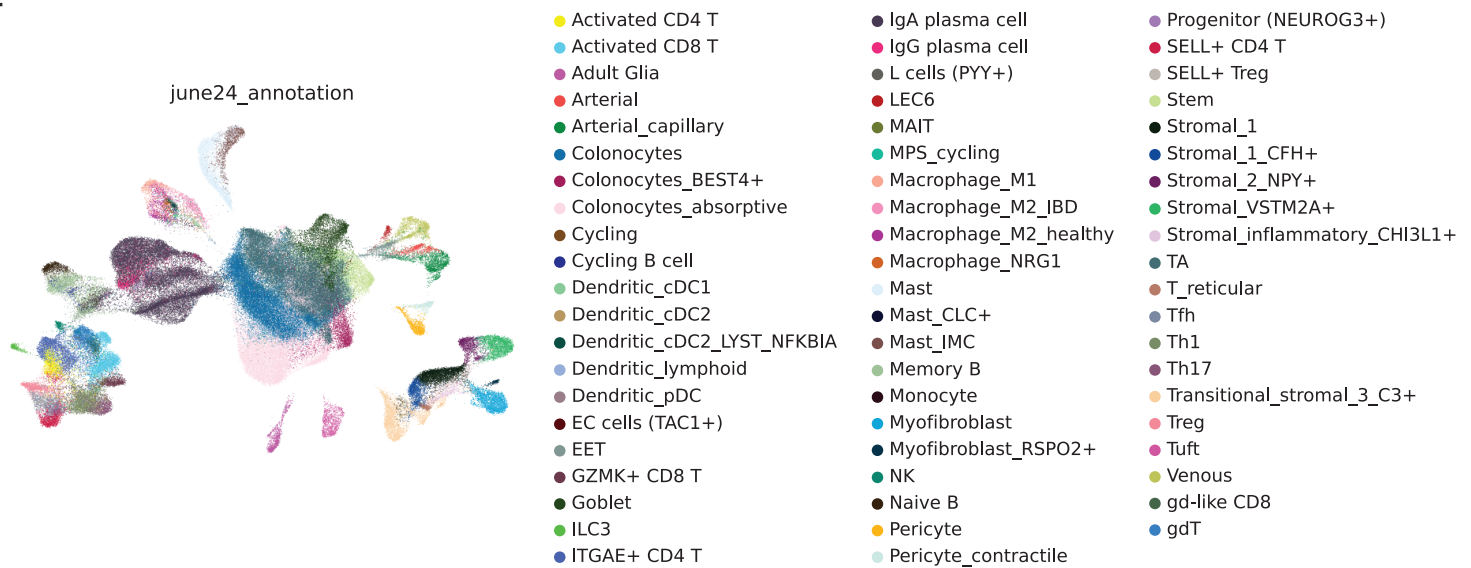 june24_annotation
Activated CD4 T
Activated CD8 T
Adult Glia
Arterial
Arterial_capillary
Colonocytes
Colonocytes_BEST4+
Colonocytes_absorptive
Cycling
Cycling B cell
Dendritic_cDC1
Dendritic_cDC2
Dendritic_cDC2_LYST_NFKBIA
Dendritic_lymphoid
Dendritic_pDC
EC cells (TAC1+)
EET
GZMK+ CD8 T
Goblet
ILC3
ITGAE+ CD4 T
IgA plasma cell
IgG plasma cell
L cells (PYY+)
LEC6
MAIT
MPS_cycling
Macrophage_M1
Macrophage_M2_IBD
Macrophage_M2_healthy
Macrophage_NRG1
Mast
Mast_CLC+
Mast_IMC
Memory B
Monocyte
Myofibroblast
Myofibroblast_RSPO2+
NK
Naive B
Pericyte
Pericyte_contractile
Progenitor (NEUROG3+)
SELL+ CD4 T
SELL+ Treg
Stem
Stromal_1
Stromal_1_CFH+
Stromal_2_NPY+
Stromal_VSTM2A+
Stromal_inflammatory_CHI3L1+
TA
T_reticular
Tfh
Th1
Th17
Transitional_stromal_3_C3+
Treg
Tuft
Venous
gd-like CD8
gdT